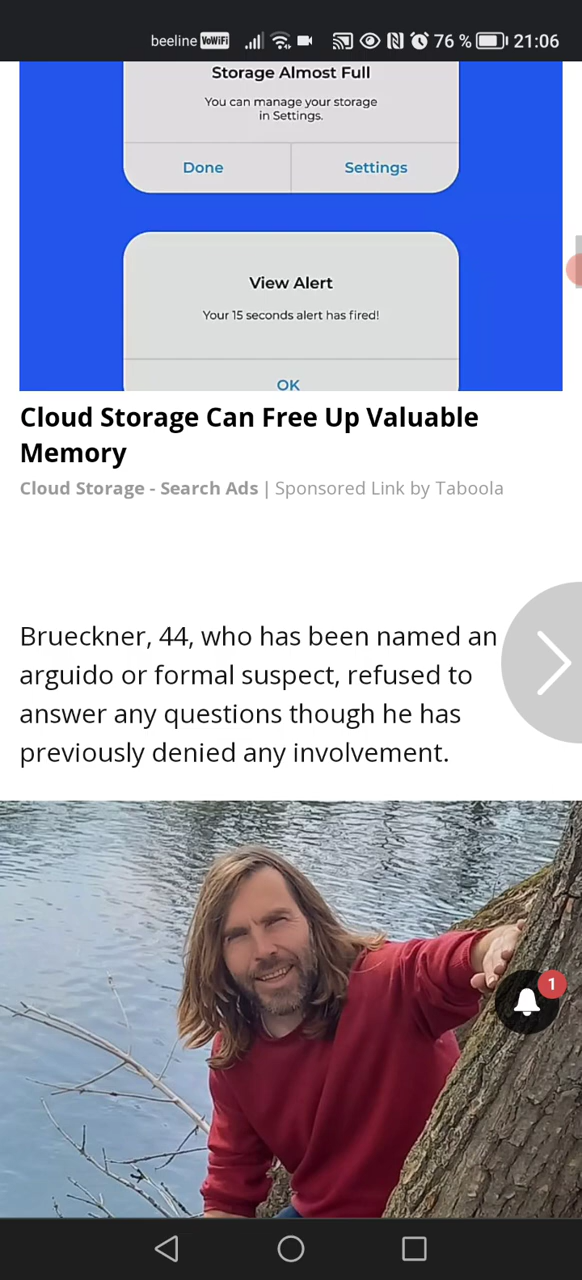 beeline VoWiFi 76 % 21:06
Storage Almost Full
You can manage your storage
in Settings.
Done Settings
View Alert
Your 15 seconds alert has fired!
OK
Cloud Storage Can Free Up Valuable
Memory
Cloud Storage - Search Ads | Sponsored Link by Taboola
Brueckner, 44, who has been named an
arguido or formal suspect, refused to
answer any questions though he has
previously denied any involvement.
1